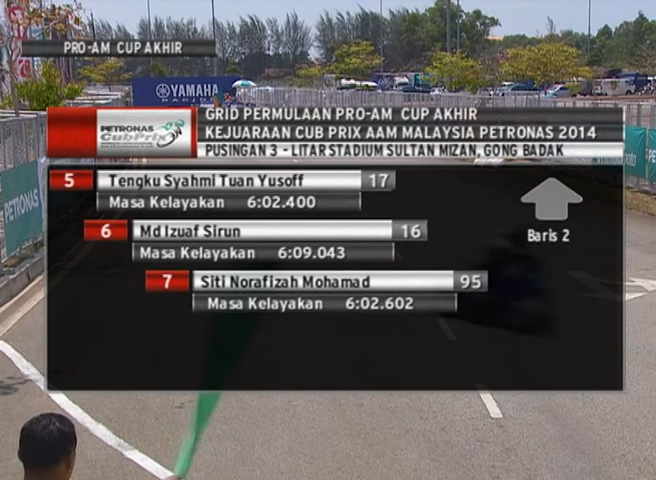 PRO-AM CUP AKHIR
YAMAHA
GRID PERMULAAN PRO-AM CUP AKHIR
PETRONAS
CubPrix
KEJUARAAN CUB PRIX AAM MALAYSIA PETRONAS 2014
PUSINGAN 3 - LITAR STADIUM SULTAN MIZAN, GONG BADAK
5 Tengku Syahmi Tuan Yusoff 17
Masa Kelayakan 6:02.400
6 Md Izuaf Sirun 16
Masa Kelayakan 6:09.043
7 Siti Norafizah Mohamad 95
Masa Kelayakan 6:02.602
Baris 2
PETRONAS